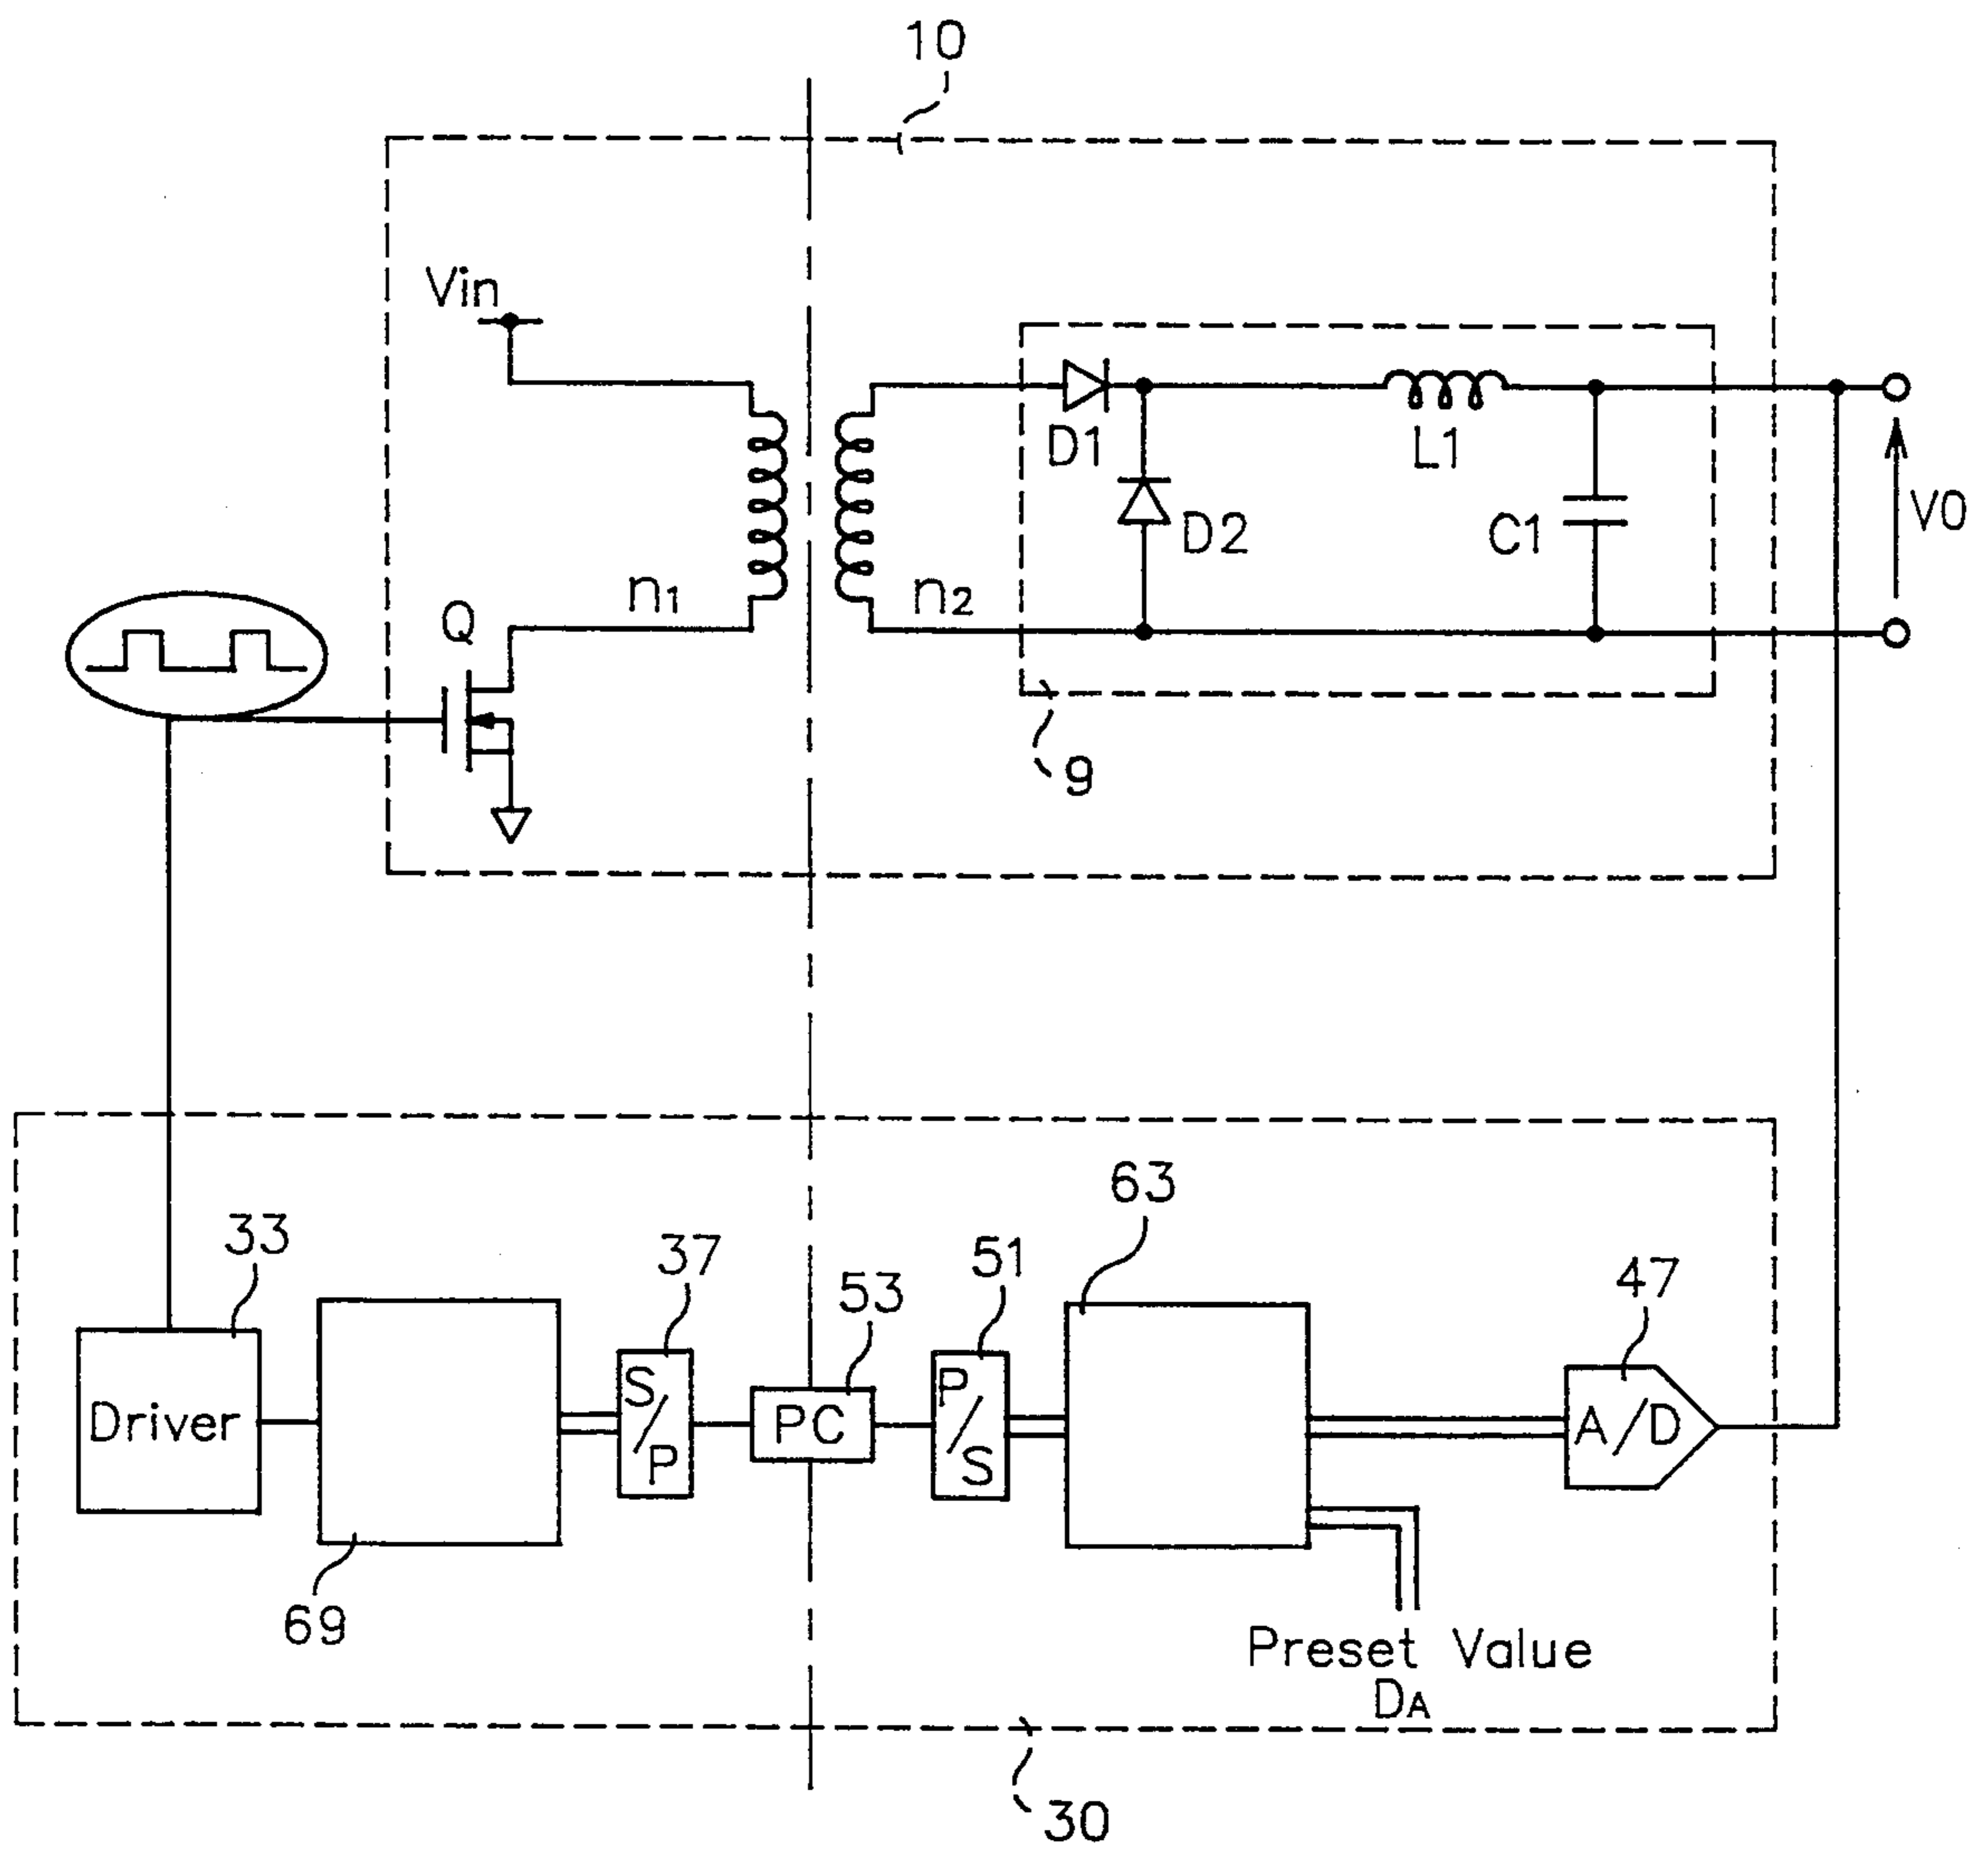 10
Vin
D1
L1
D2
C1
V0
n1
n2
Q
9
63
33
37
51
53
47
Driver
S/P
PC
P/S
A/D
69
Preset Value
DA
30